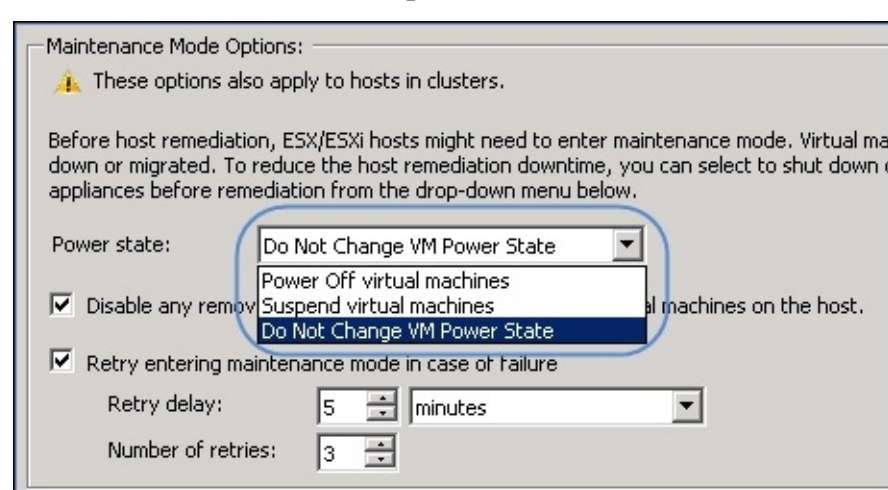 Maintenance Mode Options:
These options also apply to hosts in clusters.
Before host remediation, ESX/ESXi hosts might need to enter maintenance mode. Virtual ma
down or migrated. To reduce the host remediation downtime, you can select to shut down
appliances before remediation from the drop-down menu below.
Power state:
Do Not Change VM Power State
Power Off virtual machines
Disable any remov
Suspend virtual machines
al machines on the host.
Do Not Change VM Power State
Retry entering maintenance mode in case of failure
Retry delay:
5
minutes
Number of retries:
3